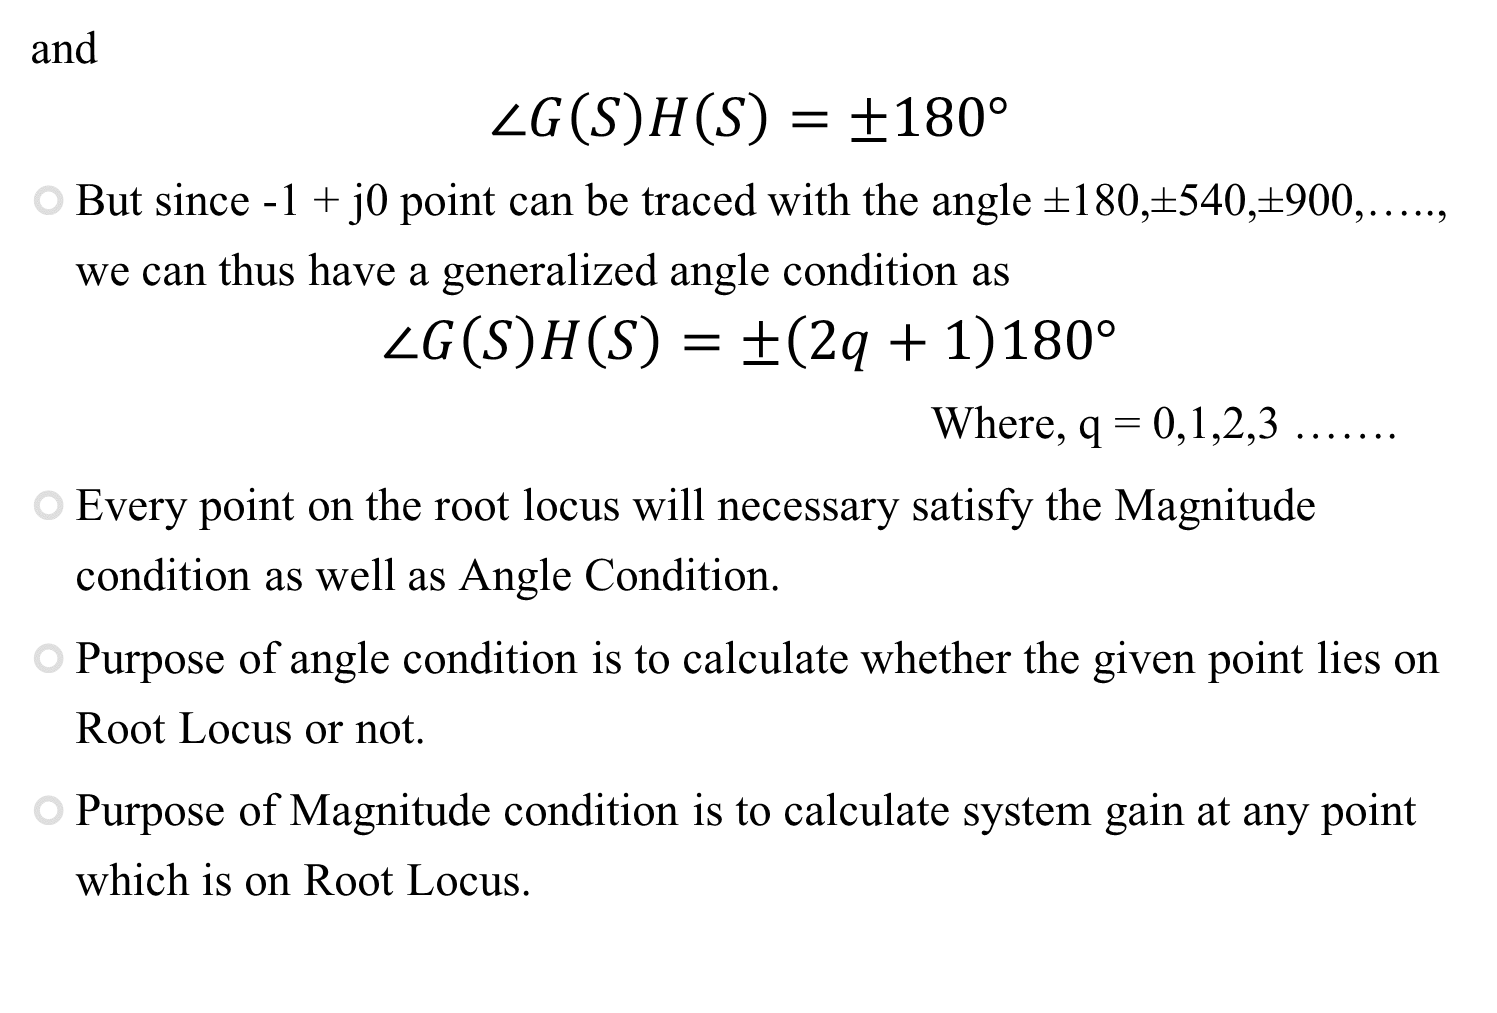 and
∠G(S)H(S) = ±180°
But since -1 + j0 point can be traced with the angle ±180,±540,±900,…..,
we can thus have a generalized angle condition as
∠G(S)H(S) = ±(2q + 1)180°
Where, q = 0,1,2,3 …….
Every point on the root locus will necessary satisfy the Magnitude
condition as well as Angle Condition.
Purpose of angle condition is to calculate whether the given point lies on
Root Locus or not.
Purpose of Magnitude condition is to calculate system gain at any point
which is on Root Locus.